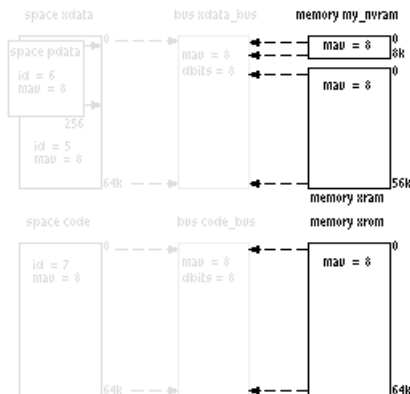 space xdata bus xdata_bus memory my_nvram
0 0
space pdata mau = 8 mau = 8 8k
id = 6 dbits = 8 0
mau = 8 mau = 8
256
id = 5
mau = 8
64k 56k
memory xram
space code bus code_bus memory xrom
0 0
id = 7 mau = 8 mau = 8
mau = 8 dbits = 8
64k 64k